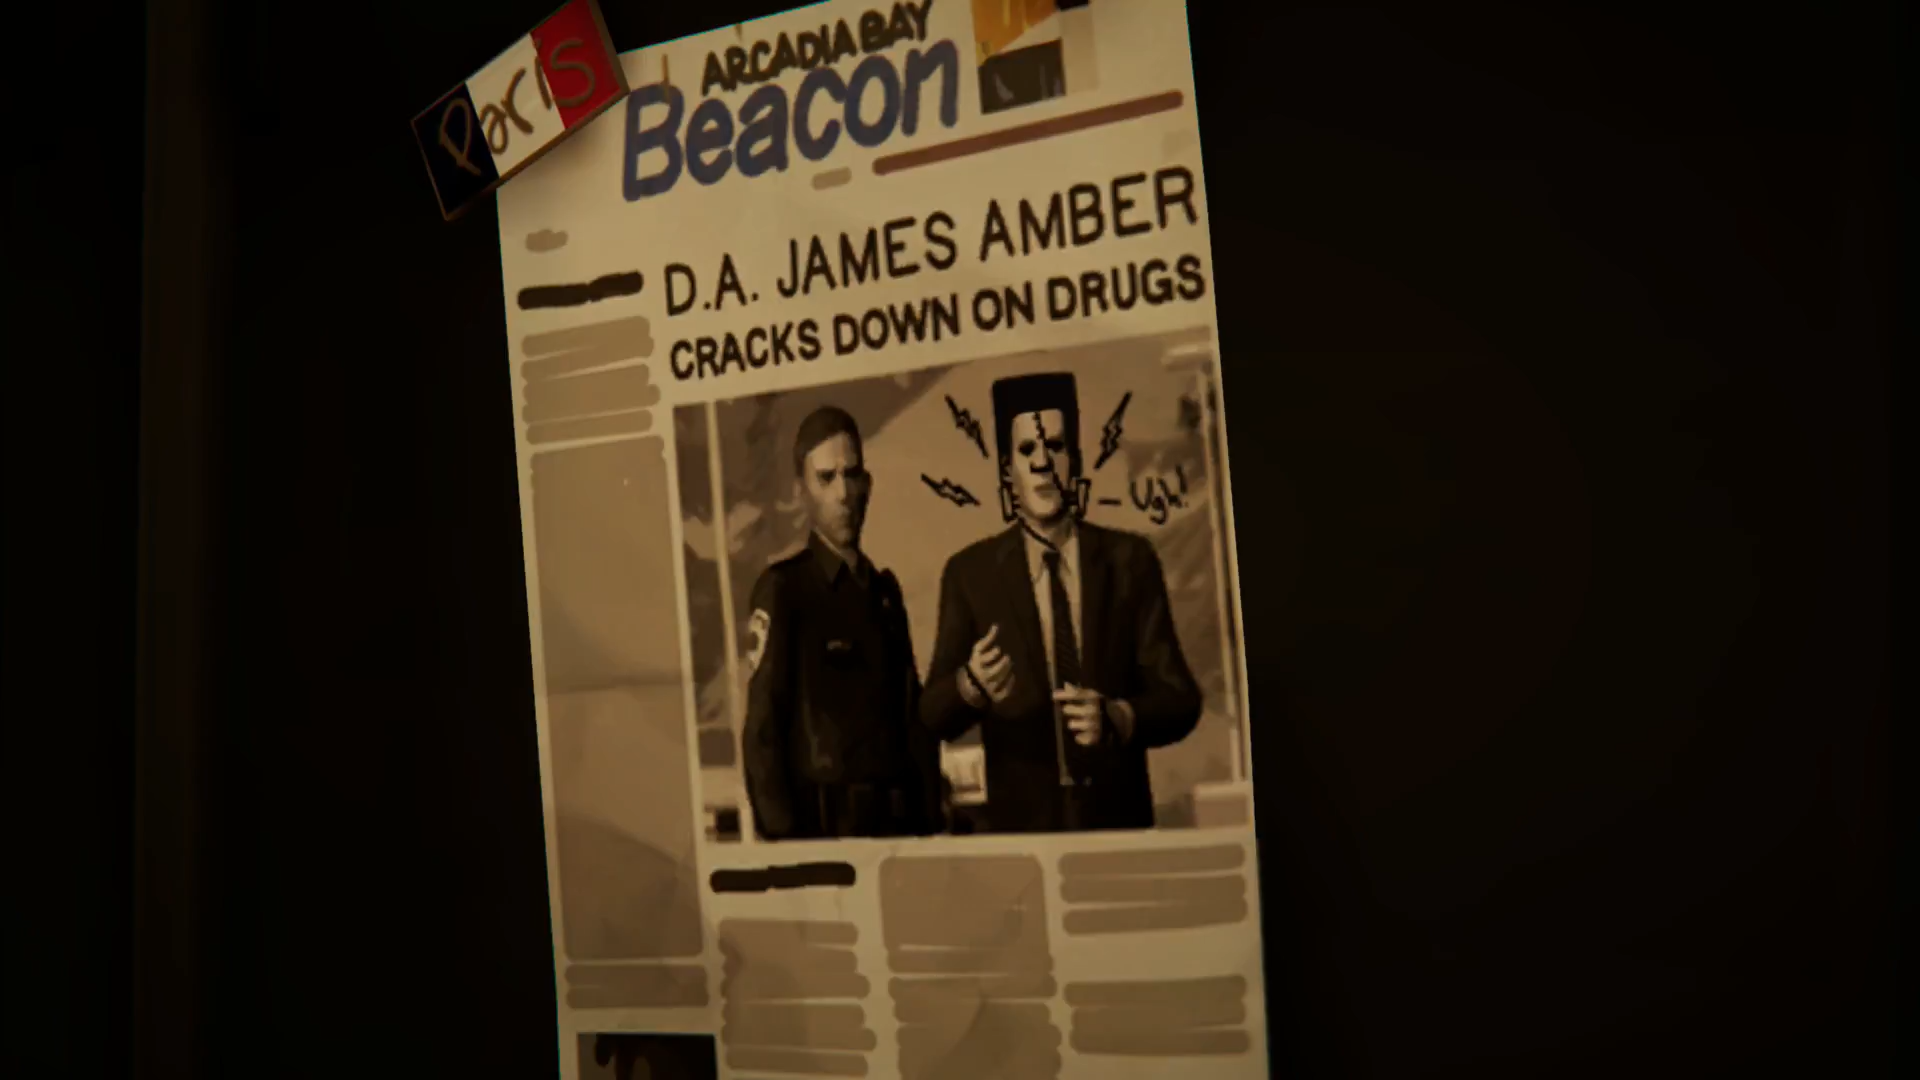 Paris
ARCADIA BAY
Beacon
D.A. JAMES AMBER
CRACKS DOWN ON DRUGS
– Ugh!